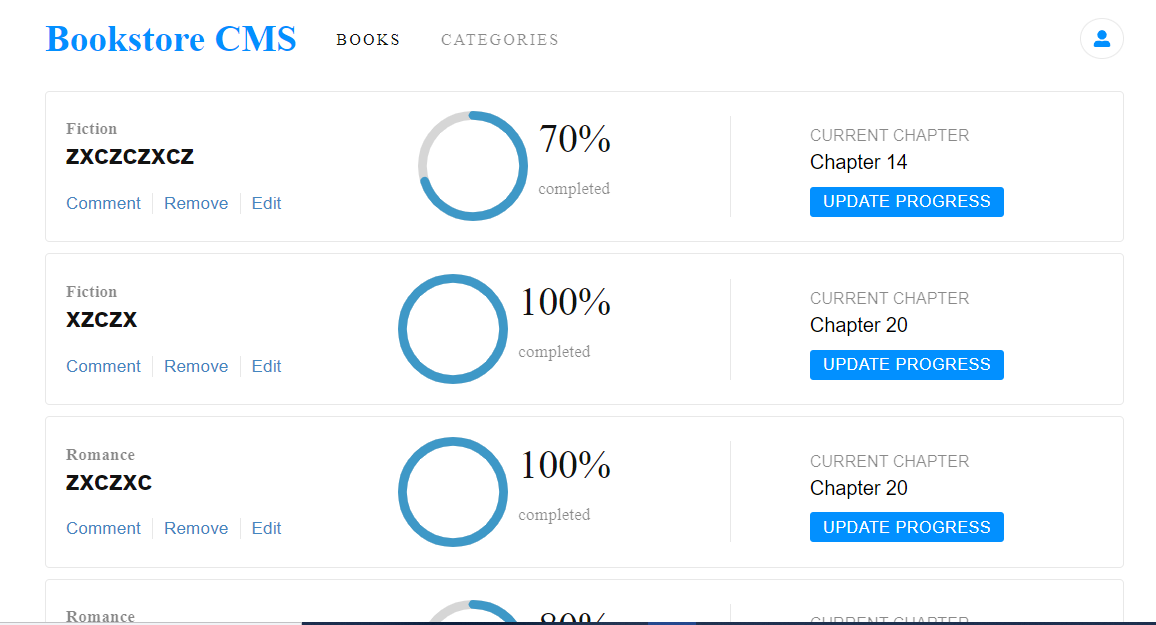 Bookstore CMS BOOKS CATEGORIES
Fiction
zxczczxcz
Comment Remove Edit
70%
completed
CURRENT CHAPTER
Chapter 14
UPDATE PROGRESS
Fiction
xzczx
Comment Remove Edit
100%
completed
CURRENT CHAPTER
Chapter 20
UPDATE PROGRESS
Romance
zxczxc
Comment Remove Edit
100%
completed
CURRENT CHAPTER
Chapter 20
UPDATE PROGRESS
Romance
80%
CURRENT CHAPTER